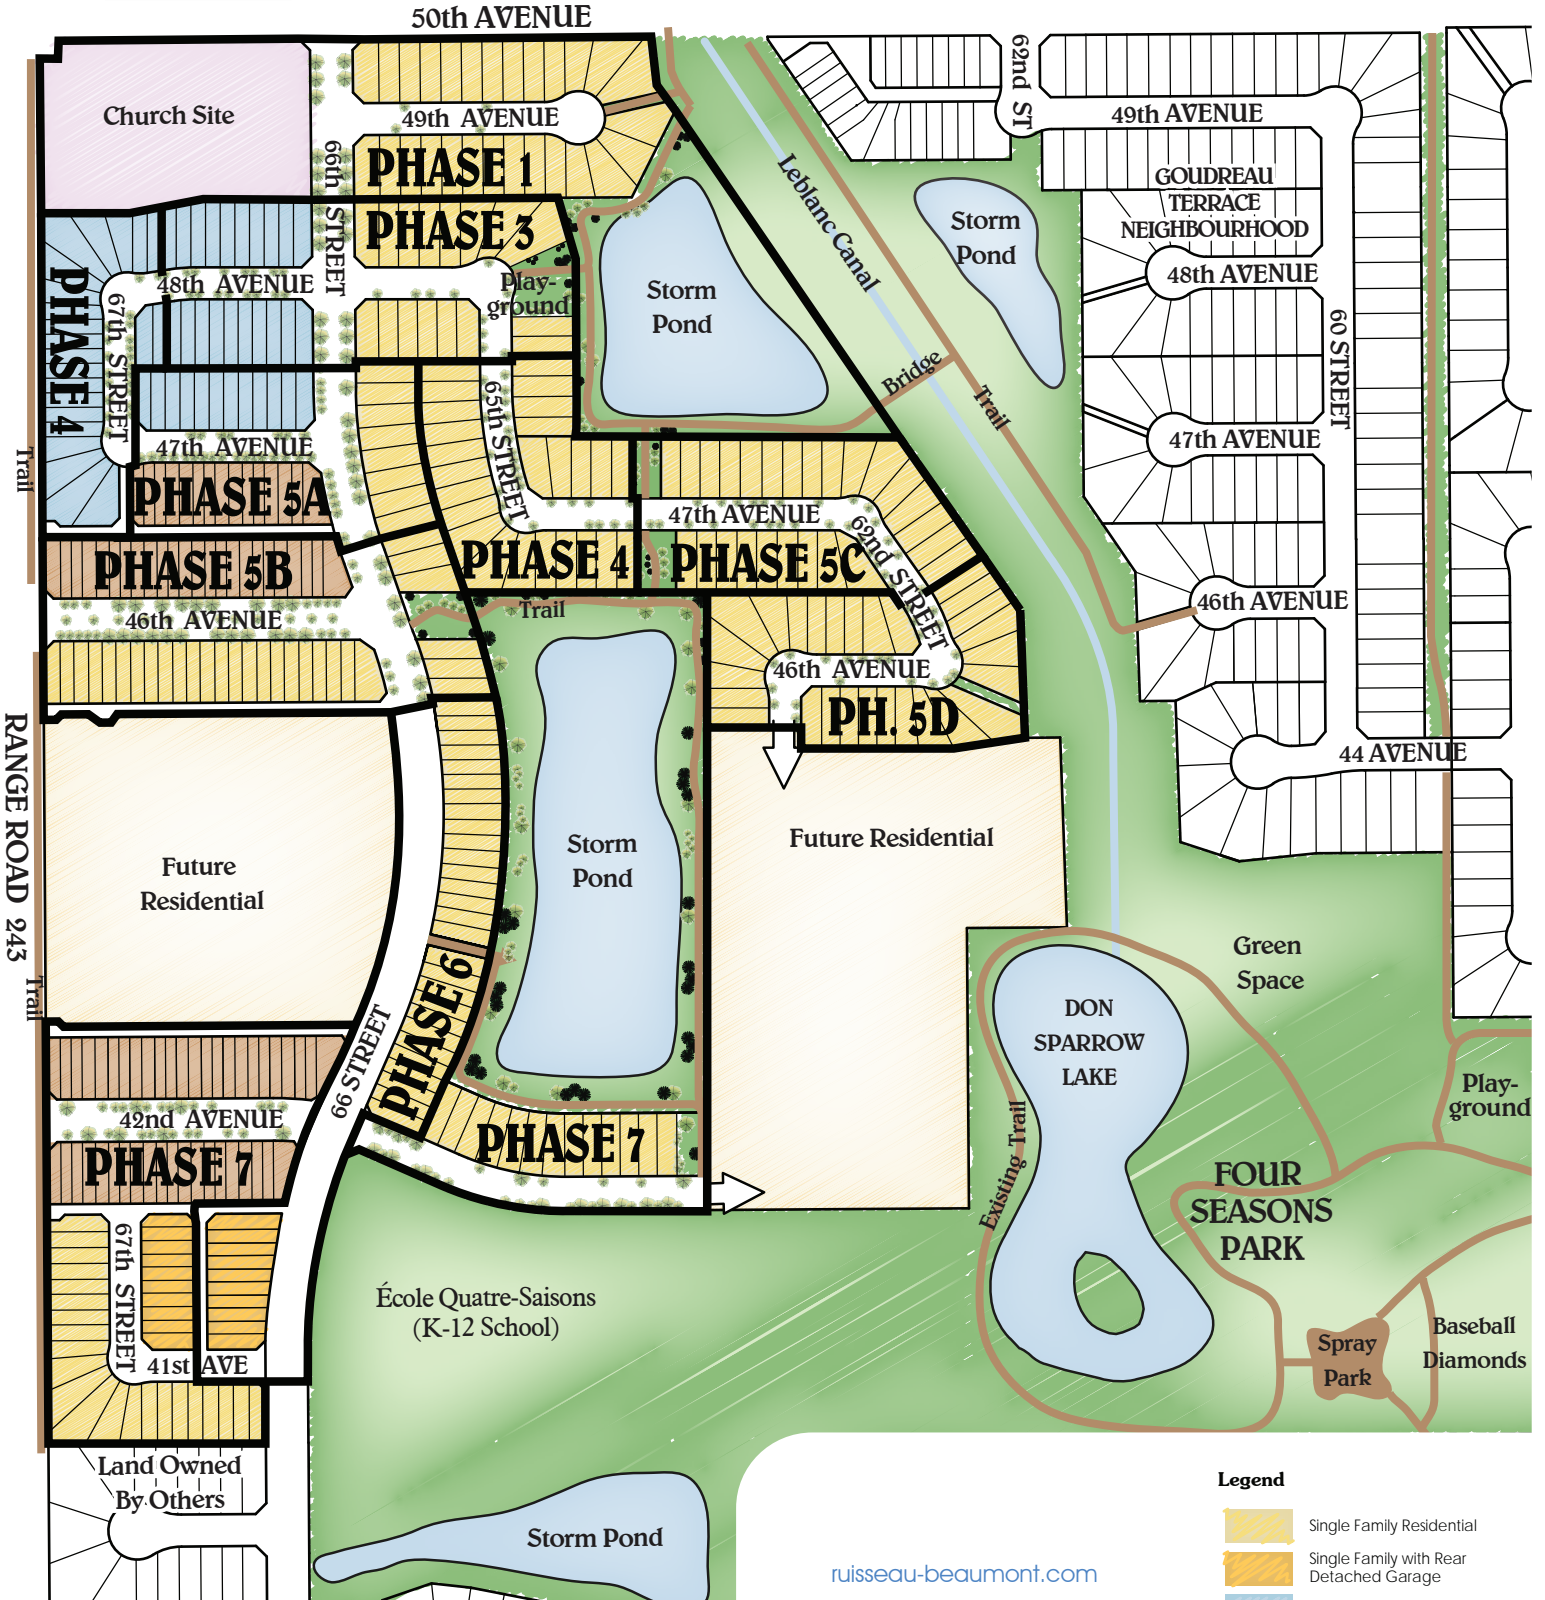 50th AVENUE
Church Site
49th AVENUE
PHASE 1
66th STREET
PHASE 3
48th AVENUE
Play-
ground
PHASE 4
67th STREET
47th AVENUE
PHASE 5A
PHASE 5B
46th AVENUE
65th STREET
PHASE 4
47th AVENUE
PHASE 5C
62nd STREET
46th AVENUE
PH. 5D
Trail
Trail
RANGE ROAD 243
Trail
Storm
Pond
Leblanc Canal
Bridge
Trail
Storm
Pond
62nd ST
49th AVENUE
GOUDREAU
TERRACE
NEIGHBOURHOOD
48th AVENUE
60 STREET
47th AVENUE
46th AVENUE
44 AVENUE
Future
Residential
Storm
Pond
Future Residential
66 STREET
PHASE 6
42nd AVENUE
PHASE 7
PHASE 7
67th STREET
41st AVE
Land Owned
By Others
École Quatre-Saisons
(K-12 School)
Storm Pond
Green
Space
DON
SPARROW
LAKE
Existing Trail
FOUR
SEASONS
PARK
Play-
ground
Spray
Park
Baseball
Diamonds
ruisseau-beaumont.com
Legend
Single Family Residential
Single Family with Rear
Detached Garage